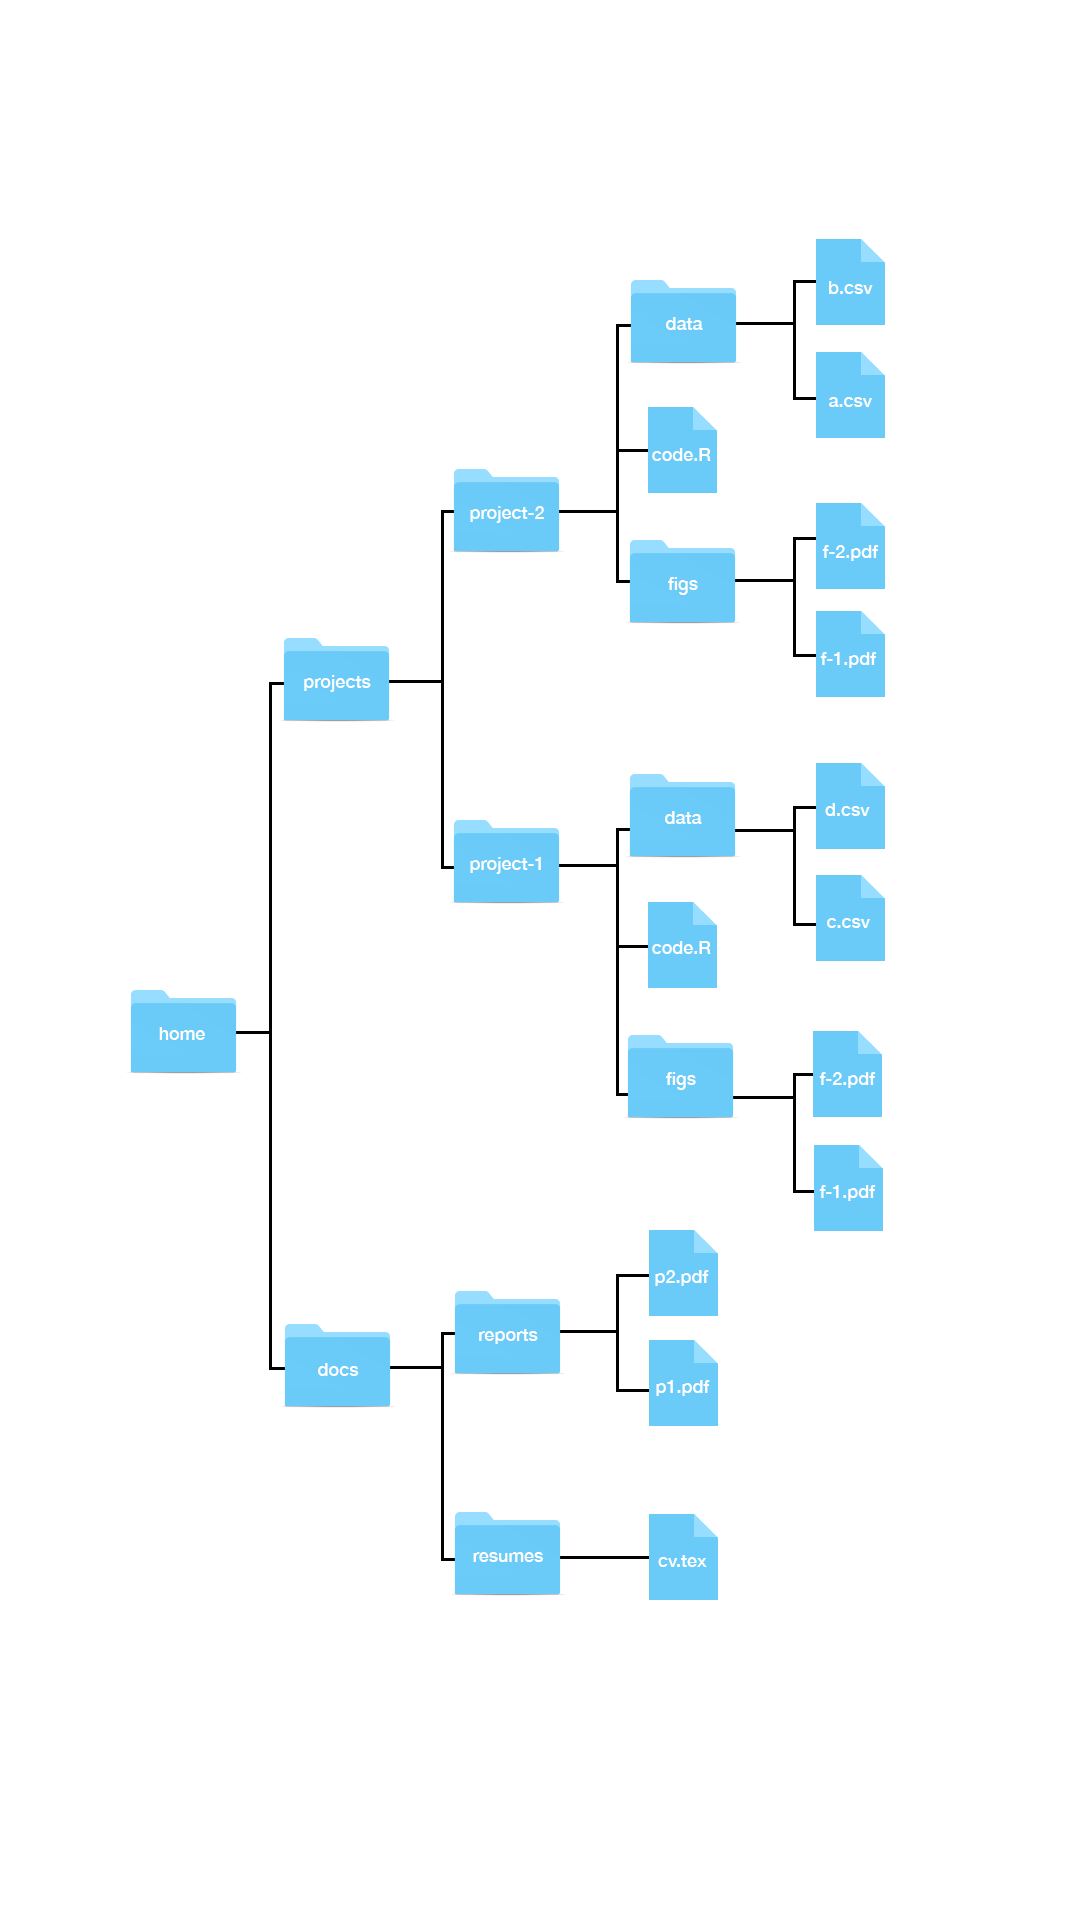 b.csv
data
a.csv
code.R
project-2
f-2.pdf
figs
f-1.pdf
projects
d.csv
data
project-1
c.csv
code.R
home
figs
f-2.pdf
f-1.pdf
p2.pdf
reports
docs
p1.pdf
resumes
cv.tex